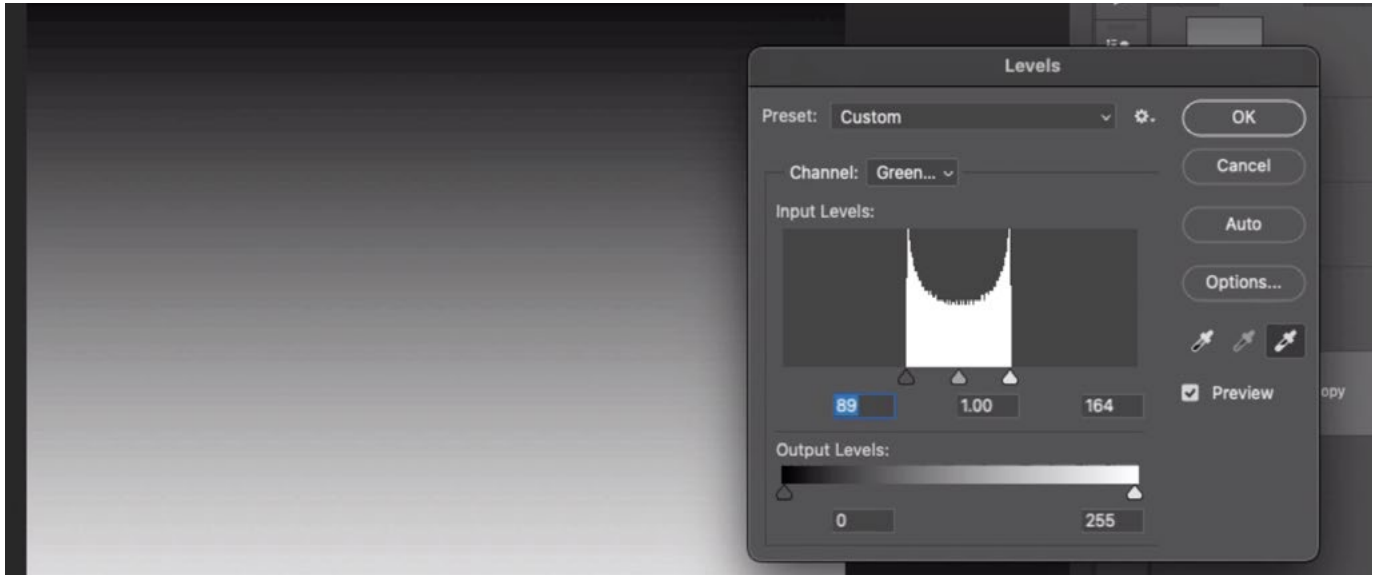 Levels
Preset: Custom
OK
Channel: Green...
Cancel
Input Levels:
Auto
Options...
89 1.00 164
Preview
opy
Output Levels:
0 255